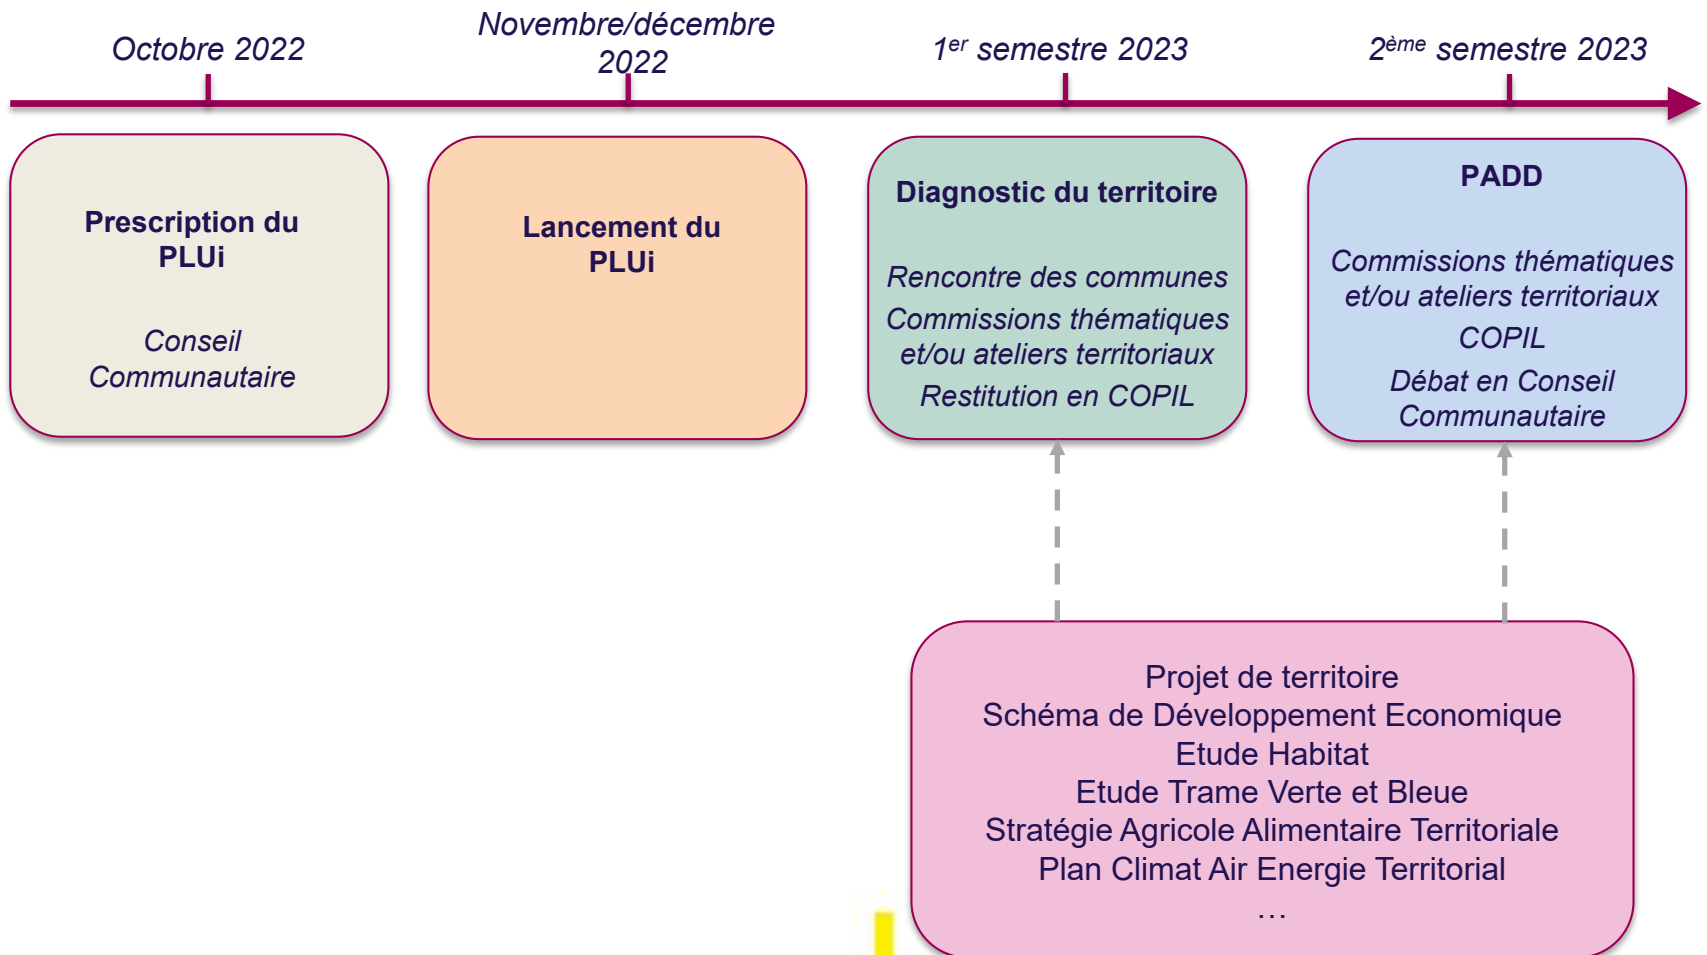 Octobre 2022
Novembre/décembre
2022
1er semestre 2023
2ème semestre 2023
Prescription du
PLUi
Conseil
Communautaire
Lancement du
PLUi
Diagnostic du territoire
Rencontre des communes
Commissions thématiques
et/ou ateliers territoriaux
Restitution en COPIL
PADD
Commissions thématiques
et/ou ateliers territoriaux
COPIL
Débat en Conseil
Communautaire
Projet de territoire
Schéma de Développement Economique
Etude Habitat
Etude Trame Verte et Bleue
Stratégie Agricole Alimentaire Territoriale
Plan Climat Air Energie Territorial
…